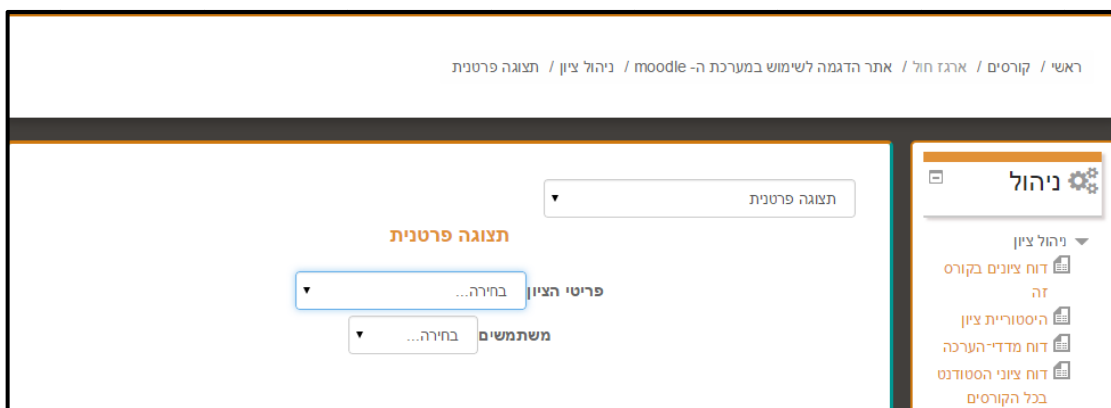 ראשי / קורסים / ארגז חול / אתר הדגמה לשימוש במערכת ה- moodle / ניהול ציון / תצוגה פרטנית
ניהול
ניהול ציון
דוח ציונים בקורס
זה
היסטוריית ציון
דוח מדדי־הערכה
דוח ציוני הסטודנט
בכל הקורסים
תצוגה פרטנית
תצוגה פרטנית
פריטי הציון בחירה...
משתמשים בחירה...